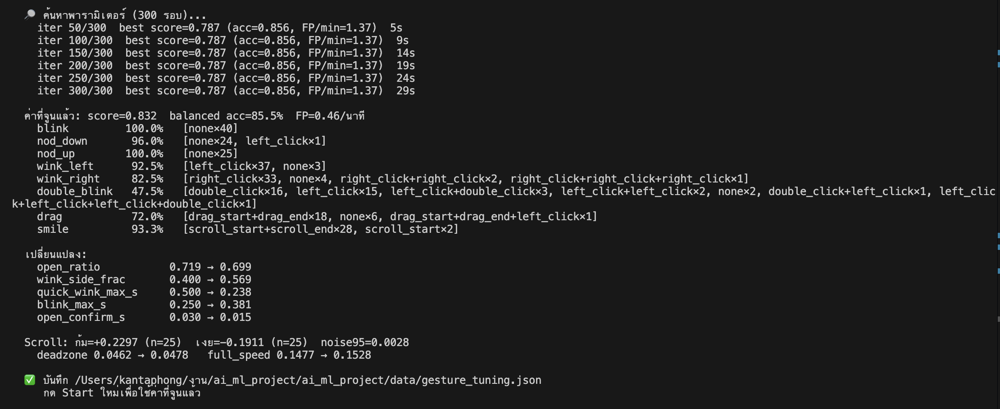 🔎 ค้นหาพารามิเตอร์ (300 รอบ)...
iter 50/300  best score=0.787 (acc=0.856, FP/min=1.37)  5s
iter 100/300  best score=0.787 (acc=0.856, FP/min=1.37)  9s
iter 150/300  best score=0.787 (acc=0.856, FP/min=1.37)  14s
iter 200/300  best score=0.787 (acc=0.856, FP/min=1.37)  19s
iter 250/300  best score=0.787 (acc=0.856, FP/min=1.37)  24s
iter 300/300  best score=0.787 (acc=0.856, FP/min=1.37)  29s
ค่าที่จูนแล้ว: score=0.832  balanced acc=85.5%  FP=0.46/นาที
blink         100.0%   [none×40]
nod_down       96.0%   [none×24, left_click×1]
nod_up        100.0%   [none×25]
wink_left      92.5%   [left_click×37, none×3]
wink_right     82.5%   [right_click×33, none×4, right_click+right_click×2, right_click+right_click+right_click×1]
double_blink   47.5%   [double_click×16, left_click×15, left_click+double_click×3, left_click+left_click×2, none×2, double_click+left_click×1, left_clic
k+left_click+left_click+double_click×1]
drag           72.0%   [drag_start+drag_end×18, none×6, drag_start+drag_end+left_click×1]
smile          93.3%   [scroll_start+scroll_end×28, scroll_start×2]
เปลี่ยนแปลง:
open_ratio           0.719 → 0.699
wink_side_frac       0.400 → 0.569
quick_wink_max_s     0.500 → 0.238
blink_max_s          0.250 → 0.381
open_confirm_s       0.030 → 0.015
Scroll: ก้ม=+0.2297 (n=25)  เงย=-0.1911 (n=25)  noise95=0.0028
deadzone 0.0462 → 0.0478   full_speed 0.1477 → 0.1528
✅ บันทึก /Users/kantaphong/งาน/ai_ml_project/ai_ml_project/data/gesture_tuning.json
กด Start ใหม่เพื่อใช้ค่าที่จูนแล้ว